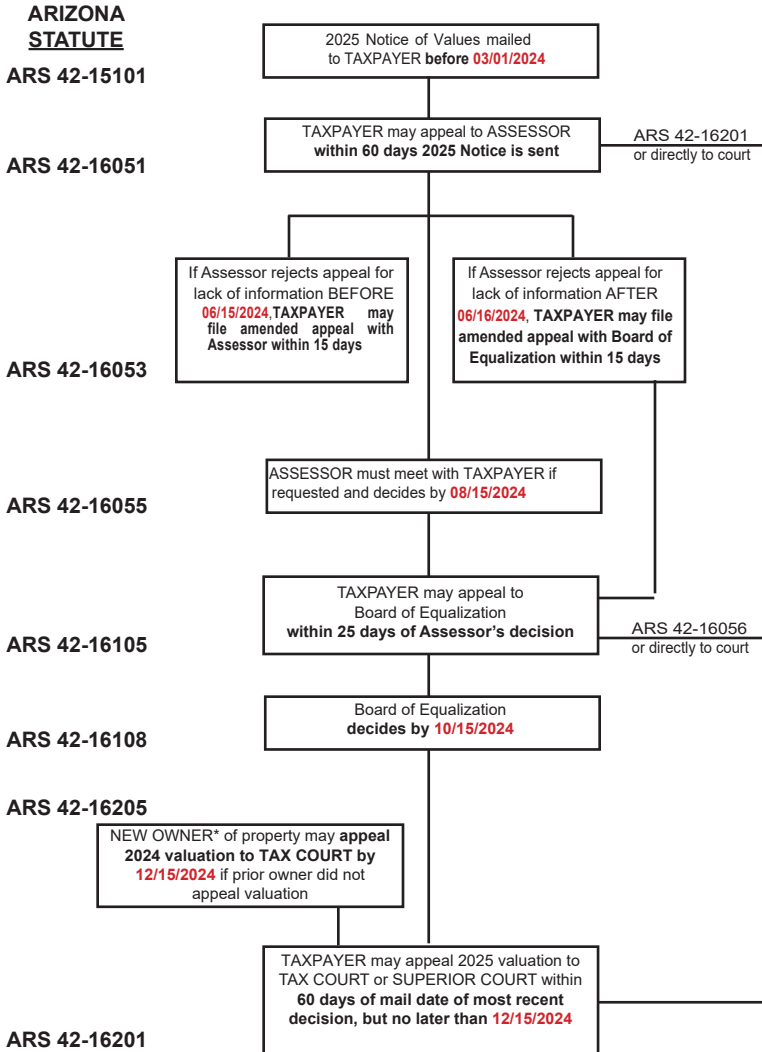 ARIZONA
STATUTE
ARS 42-15101
2025 Notice of Values mailed
to TAXPAYER before 03/01/2024
ARS 42-16051
TAXPAYER may appeal to ASSESSOR
within 60 days 2025 Notice is sent
ARS 42-16201
or directly to court
ARS 42-16053
If Assessor rejects appeal for
lack of information BEFORE
06/15/2024,TAXPAYER may
file amended appeal with
Assessor within 15 days
If Assessor rejects appeal for
lack of information AFTER
06/16/2024, TAXPAYER may file
amended appeal with Board of
Equalization within 15 days
ARS 42-16055
ASSESSOR must meet with TAXPAYER if
requested and decides by 08/15/2024
ARS 42-16105
TAXPAYER may appeal to
Board of Equalization
within 25 days of Assessor's decision
ARS 42-16056
or directly to court
ARS 42-16108
Board of Equalization
decides by 10/15/2024
ARS 42-16205
NEW OWNER* of property may appeal
2024 valuation to TAX COURT by
12/15/2024 if prior owner did not
appeal valuation
TAXPAYER may appeal 2025 valuation to
TAX COURT or SUPERIOR COURT within
60 days of mail date of most recent
decision, but no later than 12/15/2024
ARS 42-16201